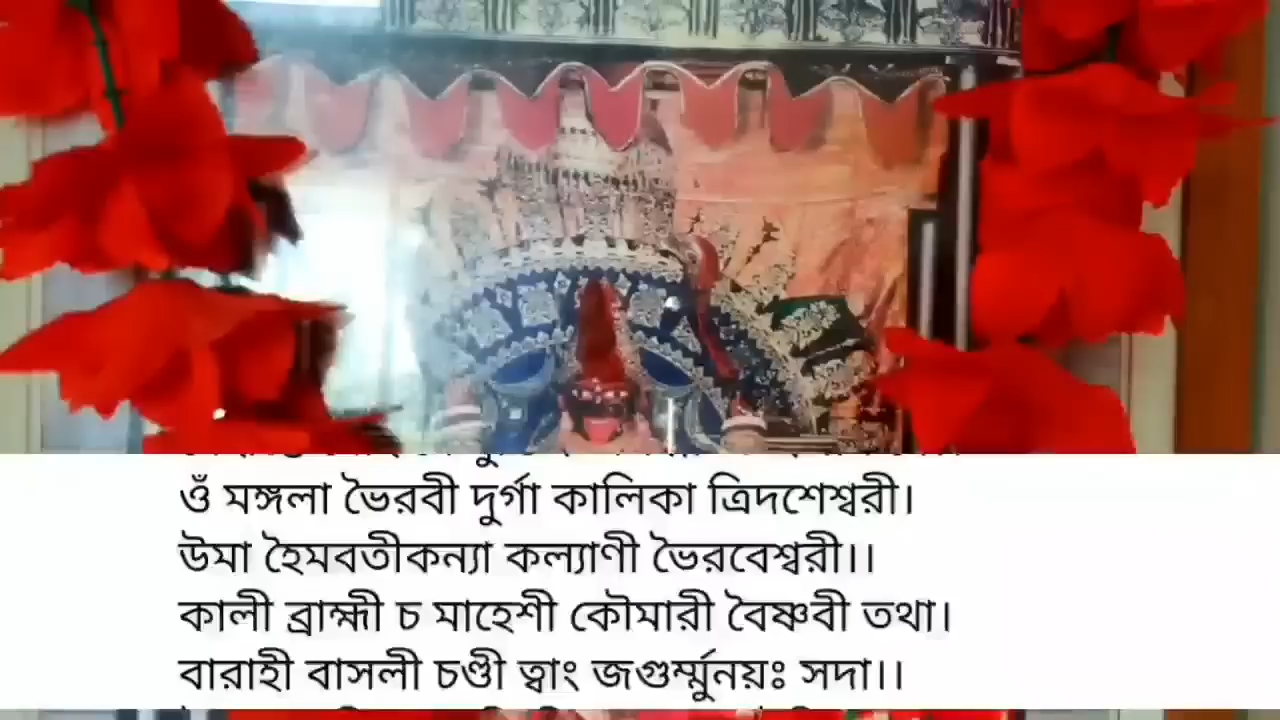 ওঁ মঙ্গলা ভৈরবী দুর্গা কালিকা ত্রিদশেশ্বরী।
উমা হৈমবতীকন্যা কল্যাণী ভৈরবেশ্বরী।।
কালী ব্রাহ্মী চ মাহেশী কৌমারী বৈষ্ণবী তথা।
বারাহী বাসলী চণ্ডী ত্বাং জগুর্ম্মুনয়ঃ সদা।।